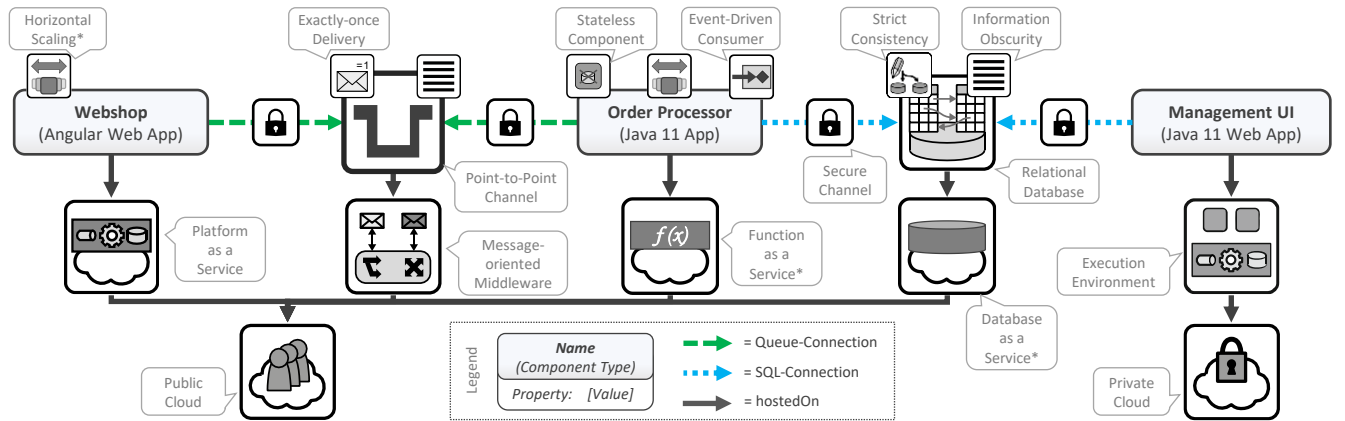 Horizontal
Scaling*
Exactly-once
Delivery
Stateless
Component
Event-Driven
Consumer
Strict
Consistency
Information
Obscurity
=1
Webshop
(Angular Web App)
Order Processor
(Java 11 App)
Management UI
(Java 11 Web App)
Point-to-Point
Channel
Secure
Channel
Relational
Database
Platform
as a
Service
Message-
oriented
Middleware
f(x)
Function
as a
Service*
Execution
Environment
Database
as a
Service*
Public
Cloud
Private
Cloud
Legend
Name
(Component Type)
Property: [Value]
= Queue-Connection
= SQL-Connection
= hostedOn